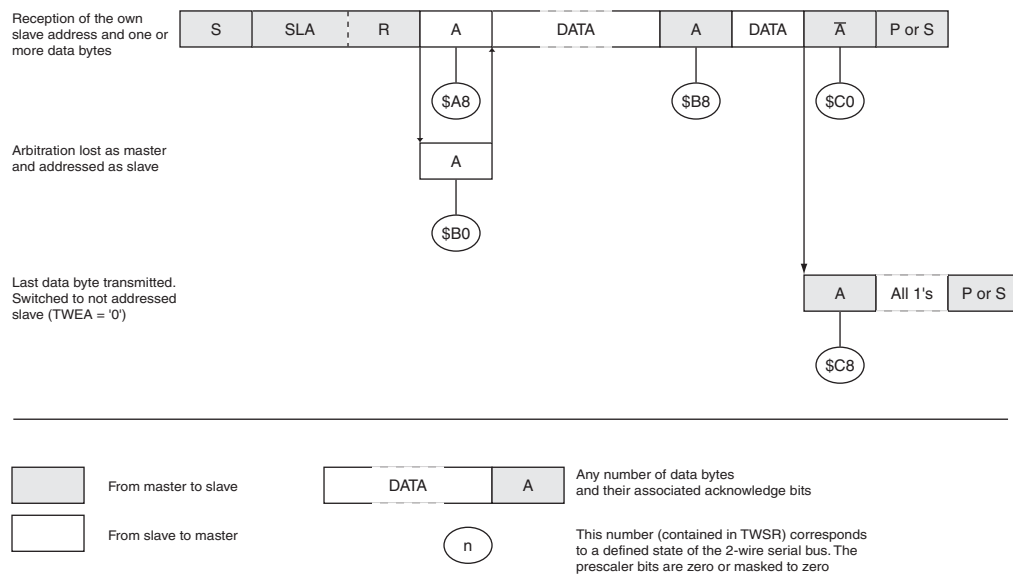 Reception of the own
slave address and one or
more data bytes
S SLA R A DATA A DATA A̅ P or S
$A8 $B8 $C0
Arbitration lost as master
and addressed as slave
A
$B0
Last data byte transmitted.
Switched to not addressed
slave (TWEA = '0')
A All 1's P or S
$C8
From master to slave
From slave to master
DATA A
Any number of data bytes
and their associated acknowledge bits
n
This number (contained in TWSR) corresponds
to a defined state of the 2-wire serial bus. The
prescaler bits are zero or masked to zero